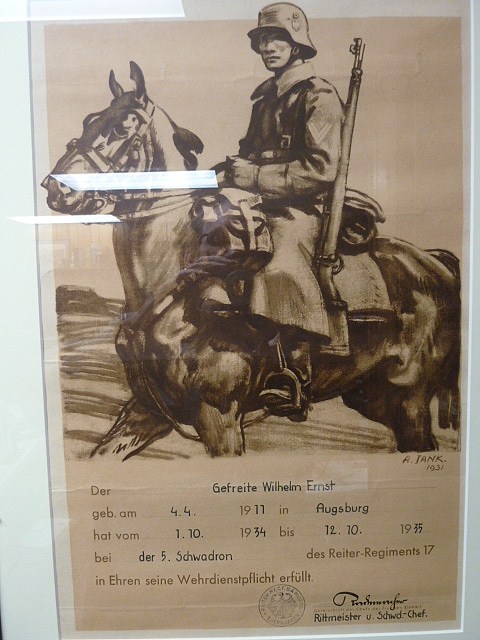 A. JANK.
1931
Der Gefreite Wilhelm Ernst
geb. am 4.4. 1911 in Augsburg
hat vom 1.10. 1934 bis 12.10. 1935
bei der 5. Schwadron des Reiter-Regiments 17
in Ehren seine Wehrdienstpflicht erfüllt.
Rittmeister u. Schwd.-Chef.